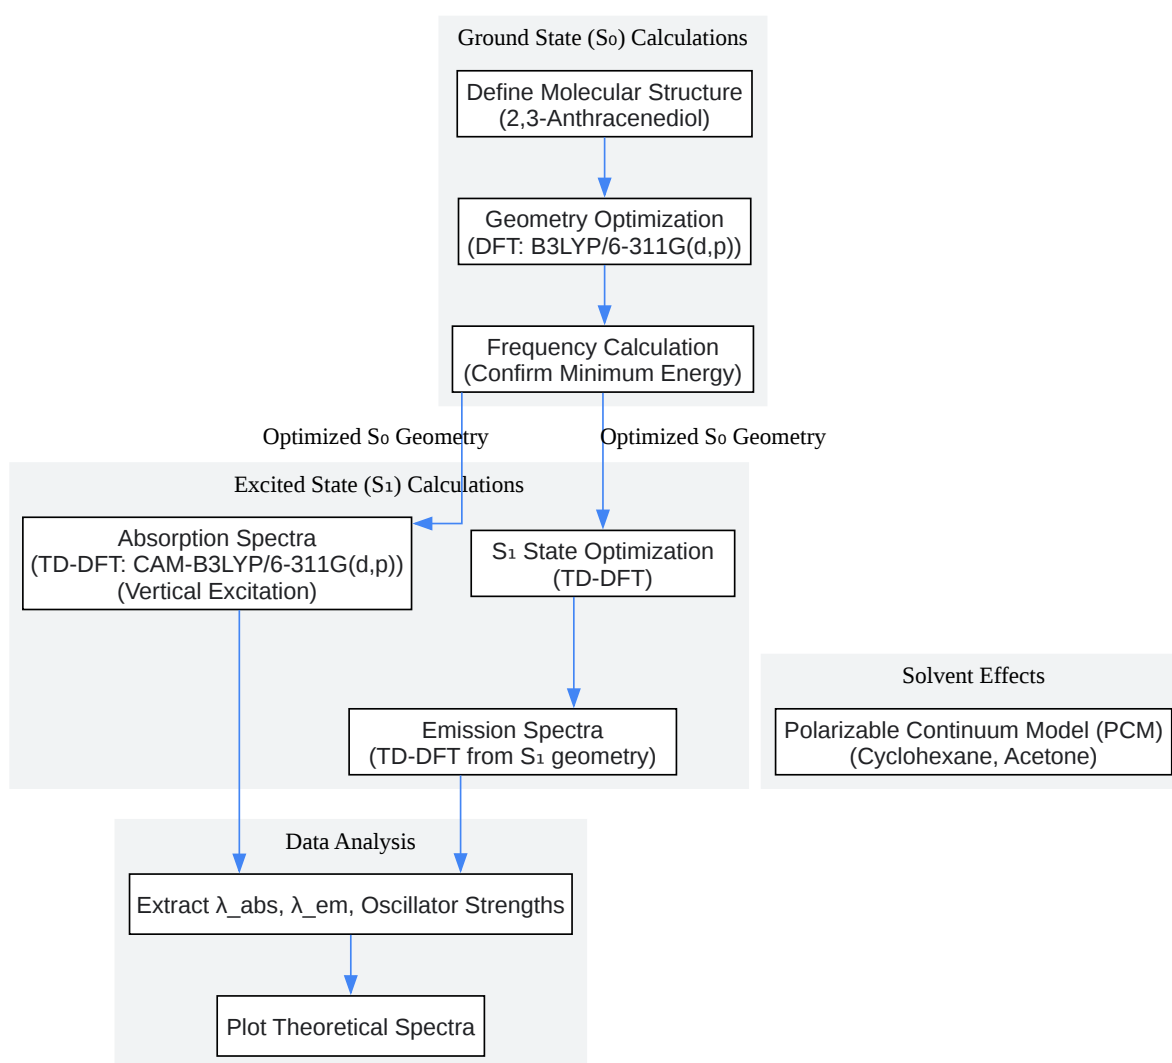 Ground State (S₀) Calculations
Define Molecular Structure
(2,3-Anthracenediol)
Geometry Optimization
(DFT: B3LYP/6-311G(d,p))
Frequency Calculation
(Confirm Minimum Energy)
Optimized S₀ Geometry
Optimized S₀ Geometry
Excited State (S₁) Calculations
Absorption Spectra
(TD-DFT: CAM-B3LYP/6-311G(d,p))
(Vertical Excitation)
S₁ State Optimization
(TD-DFT)
Emission Spectra
(TD-DFT from S₁ geometry)
Solvent Effects
Polarizable Continuum Model (PCM)
(Cyclohexane, Acetone)
Data Analysis
Extract λ_abs, λ_em, Oscillator Strengths
Plot Theoretical Spectra